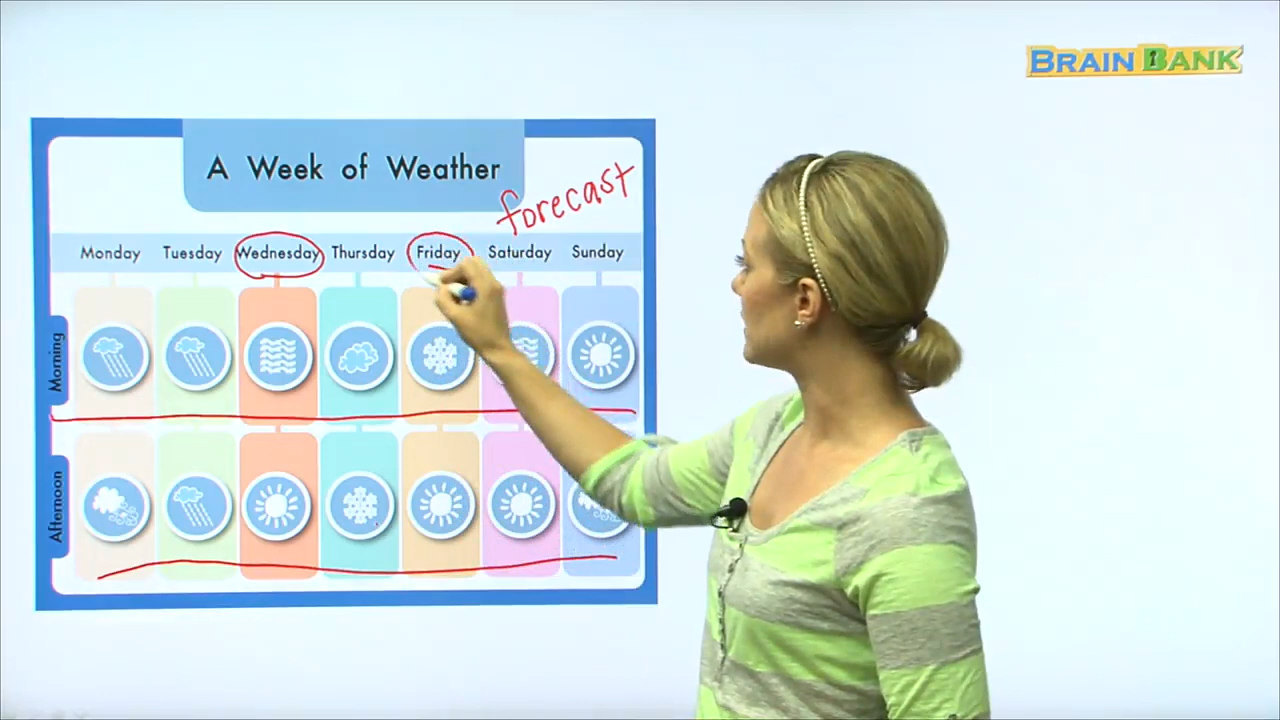 BRAIN BANK
A Week of Weather
forecast
Monday Tuesday Wednesday Thursday Friday Saturday Sunday
Morning
Afternoon